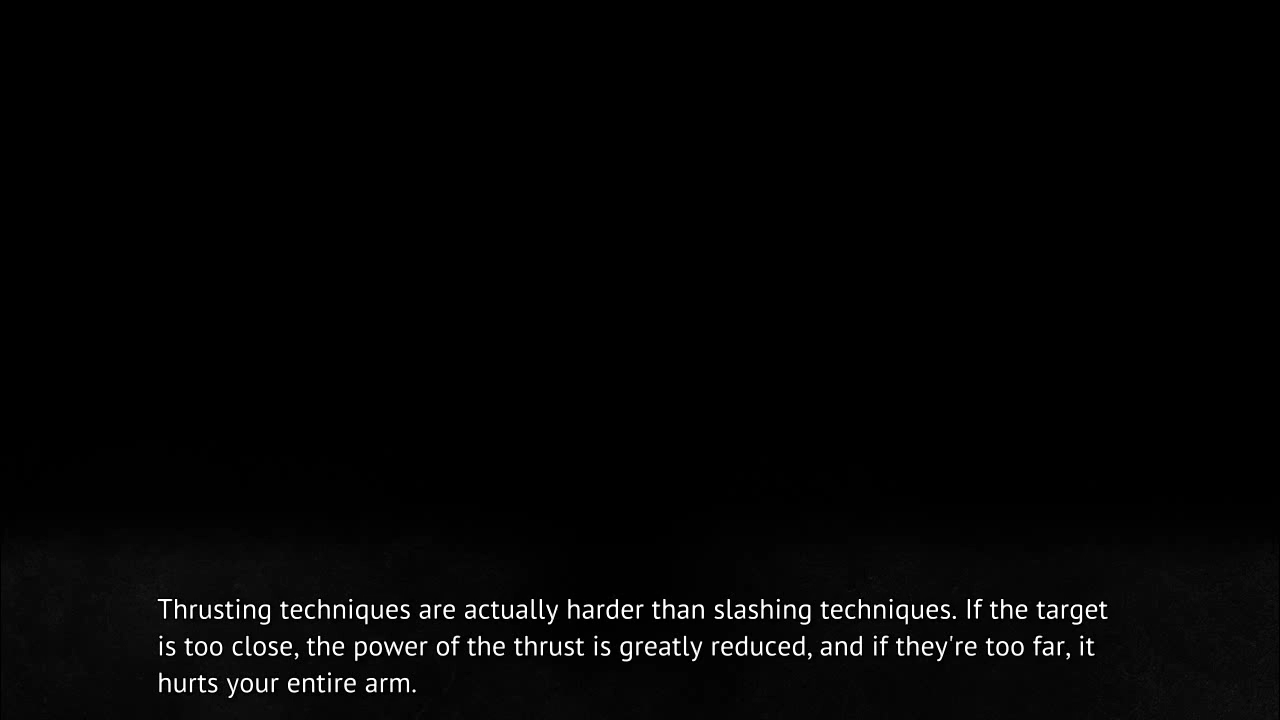 Thrusting techniques are actually harder than slashing techniques. If the target
is too close, the power of the thrust is greatly reduced, and if they're too far, it
hurts your entire arm.